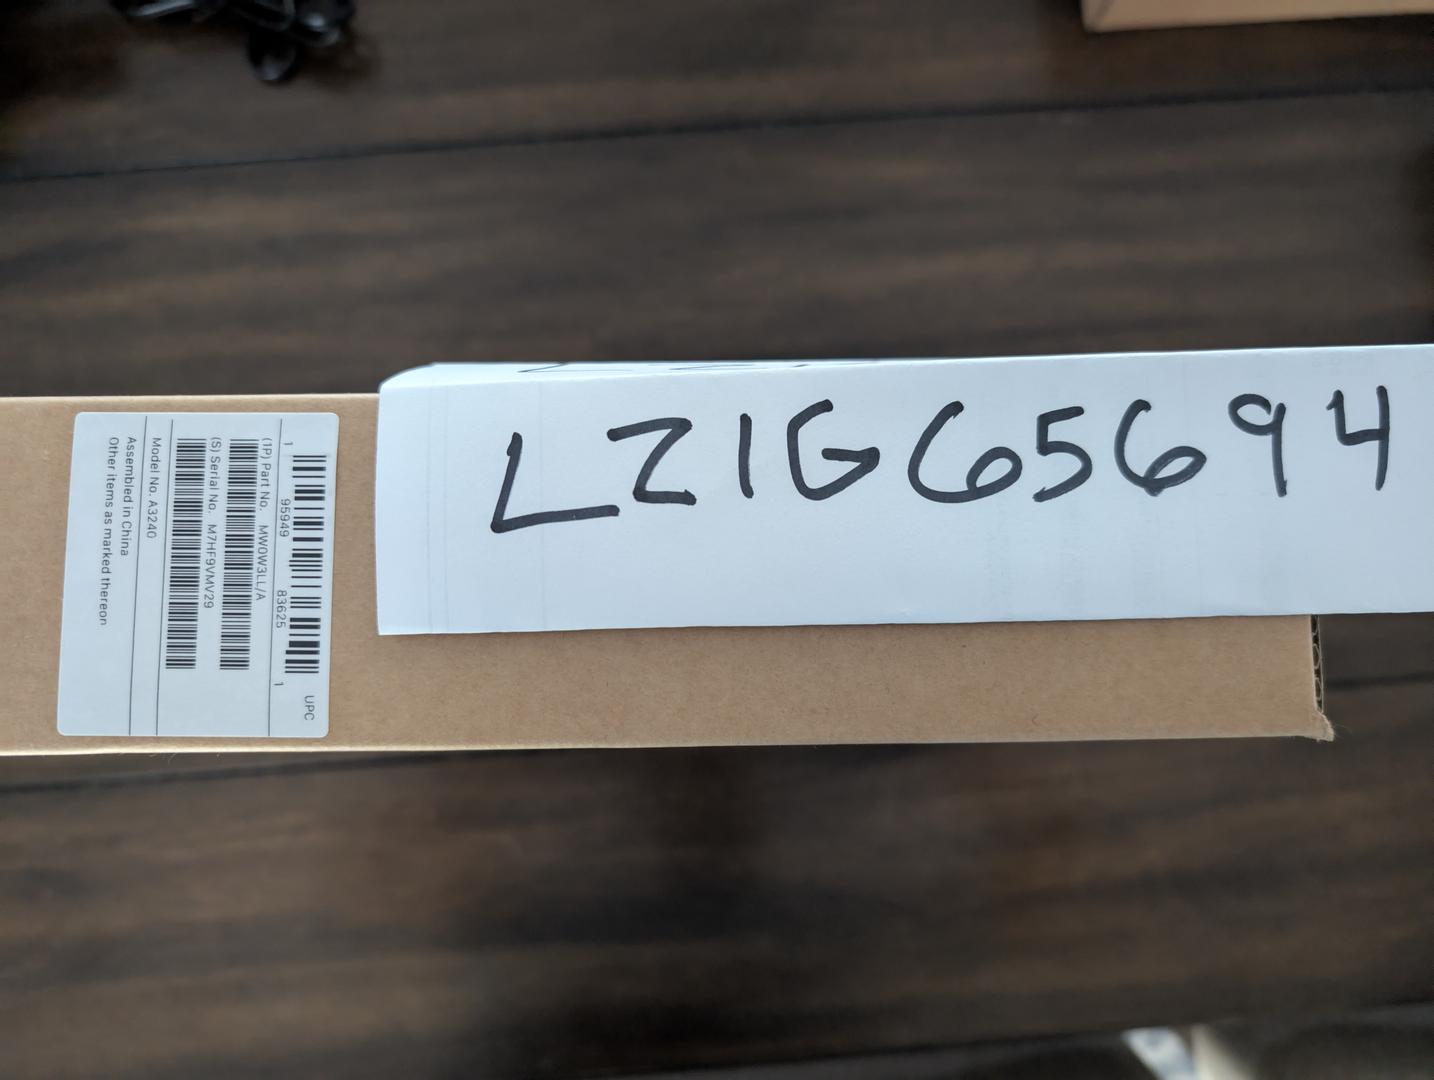 LZIG65694
1 95949 83625 1
UPC
(1P) Part No. MW0W3LL/A
(S) Serial No. M7HF9VMV29
Model No. A3240
Assembled in China
Other items as marked thereon